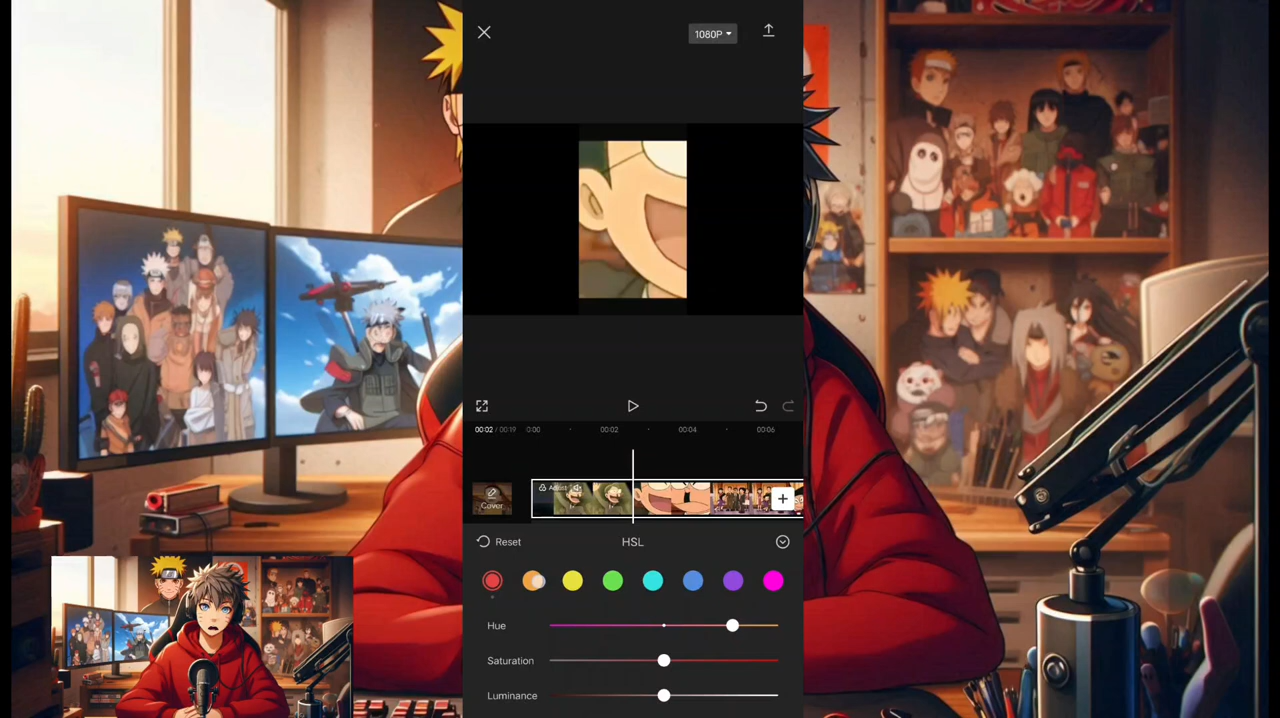 1080P
00:02 / 00:19 0:00 00:02 00:04 00:06
Adjust
Cover
Reset HSL
Hue
Saturation
Luminance